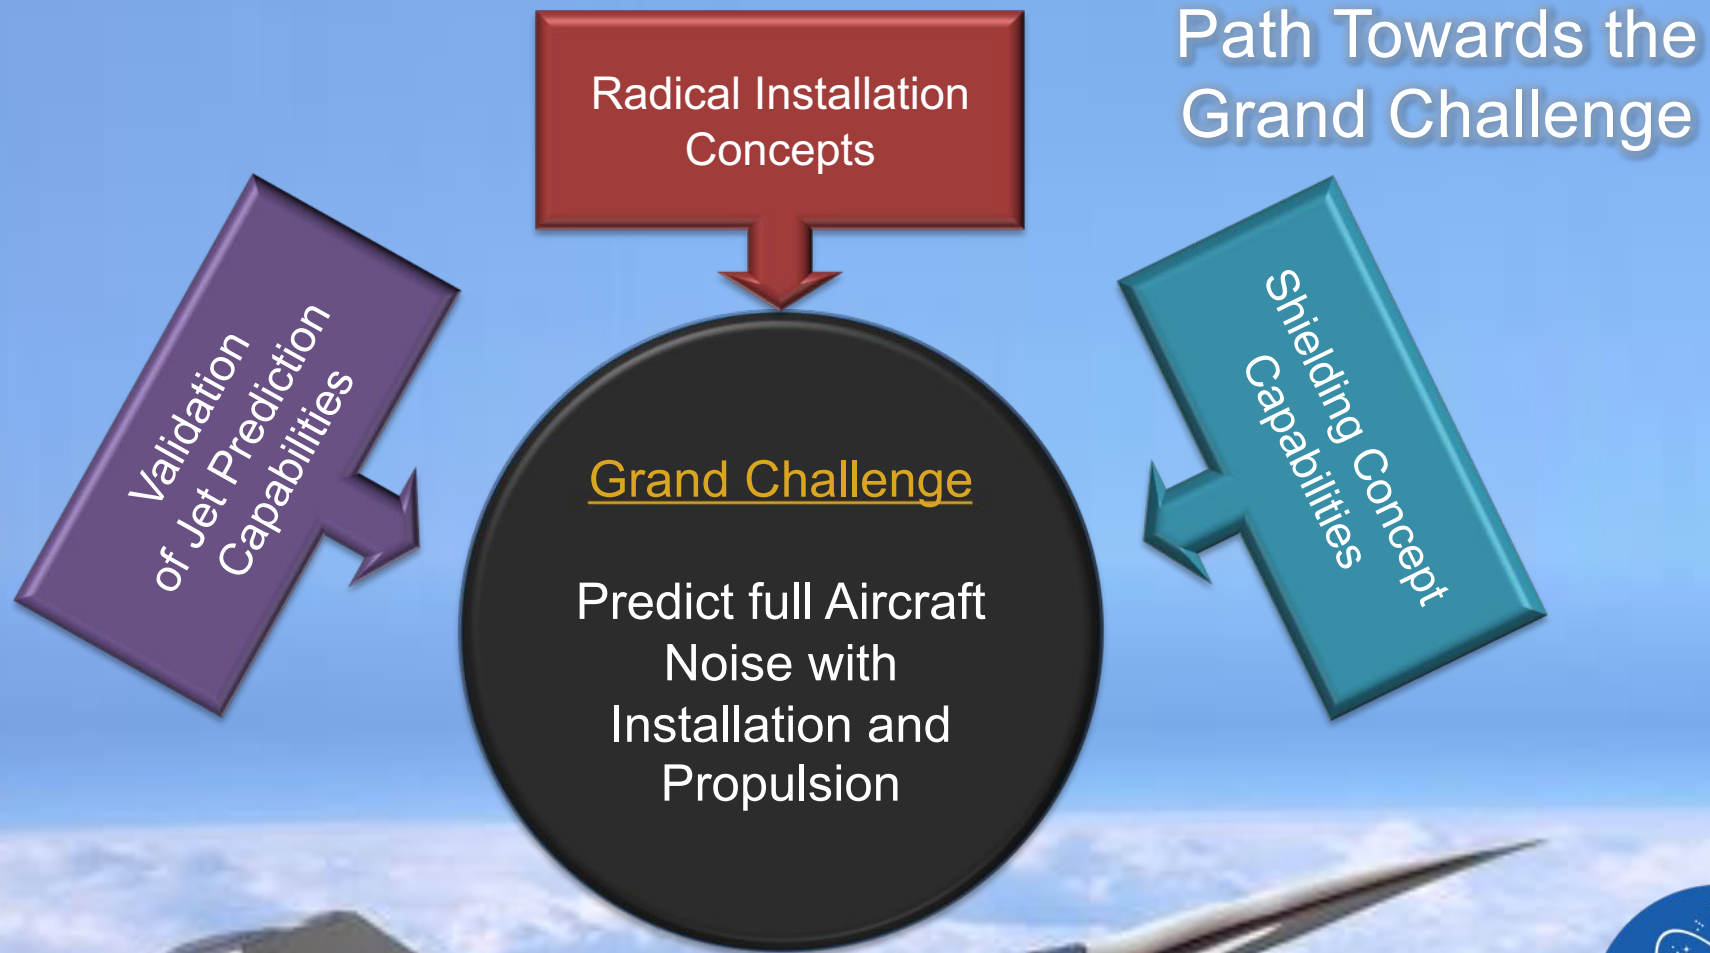 Path Towards the
Grand Challenge
Radical Installation
Concepts
Validation
of Jet Prediction
Capabilities
Shielding Concept
Capabilities
Grand Challenge
Predict full Aircraft
Noise with
Installation and
Propulsion